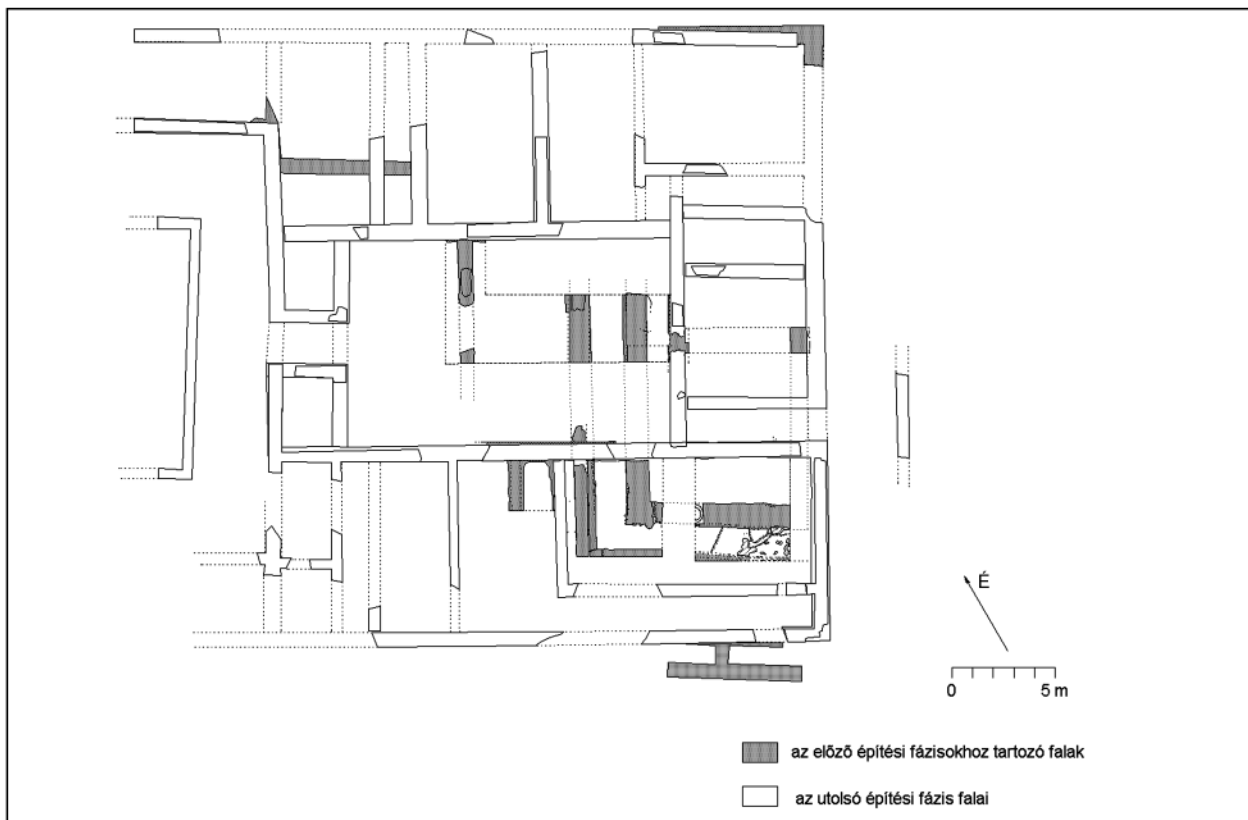 É
0 5 m
az előző építési fázisokhoz tartozó falak
az utolsó építési fázis falai